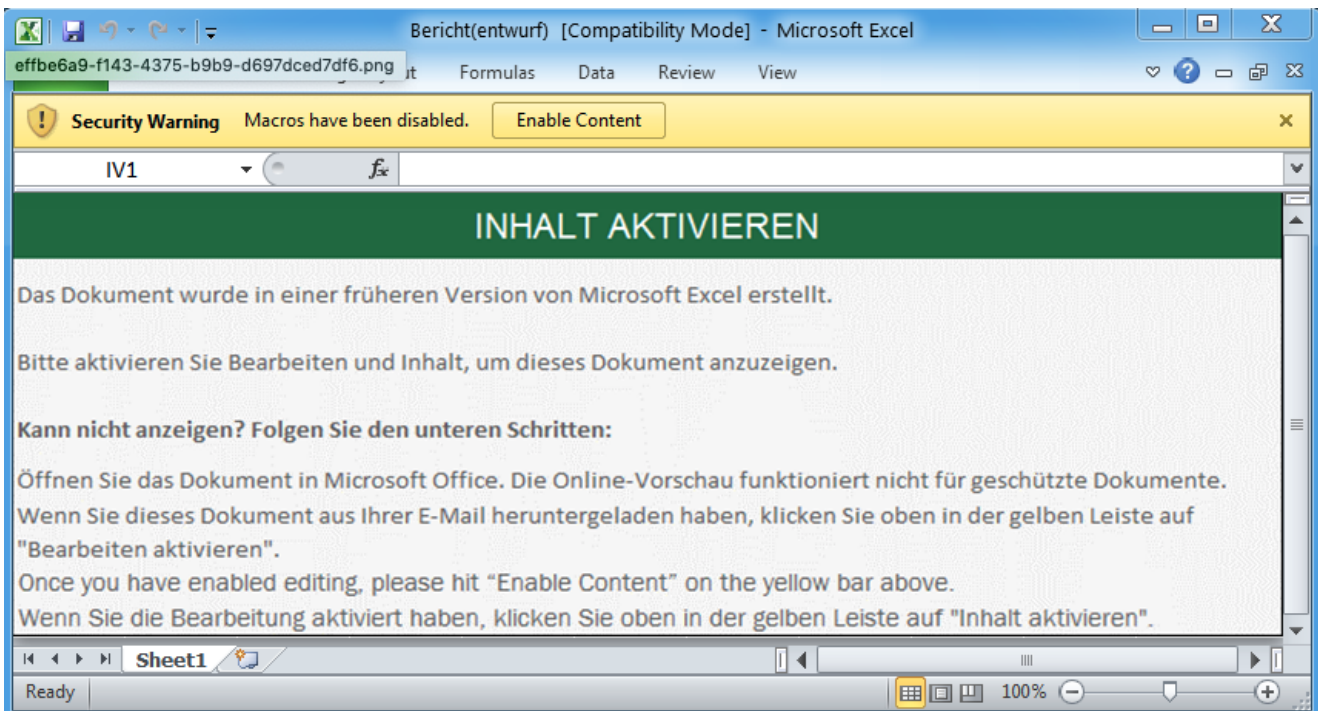 Bericht(entwurf) [Compatibility Mode] - Microsoft Excel
effbe6a9-f143-4375-b9b9-d697dced7df6.png
Formulas Data Review View
Security Warning Macros have been disabled. Enable Content
IV1 fx
INHALT AKTIVIEREN
Das Dokument wurde in einer früheren Version von Microsoft Excel erstellt.
Bitte aktivieren Sie Bearbeiten und Inhalt, um dieses Dokument anzuzeigen.
Kann nicht anzeigen? Folgen Sie den unteren Schritten:
Öffnen Sie das Dokument in Microsoft Office. Die Online-Vorschau funktioniert nicht für geschützte Dokumente.
Wenn Sie dieses Dokument aus Ihrer E-Mail heruntergeladen haben, klicken Sie oben in der gelben Leiste auf
"Bearbeiten aktivieren".
Once you have enabled editing, please hit “Enable Content” on the yellow bar above.
Wenn Sie die Bearbeitung aktiviert haben, klicken Sie oben in der gelben Leiste auf "Inhalt aktivieren".
Sheet1
Ready 100%